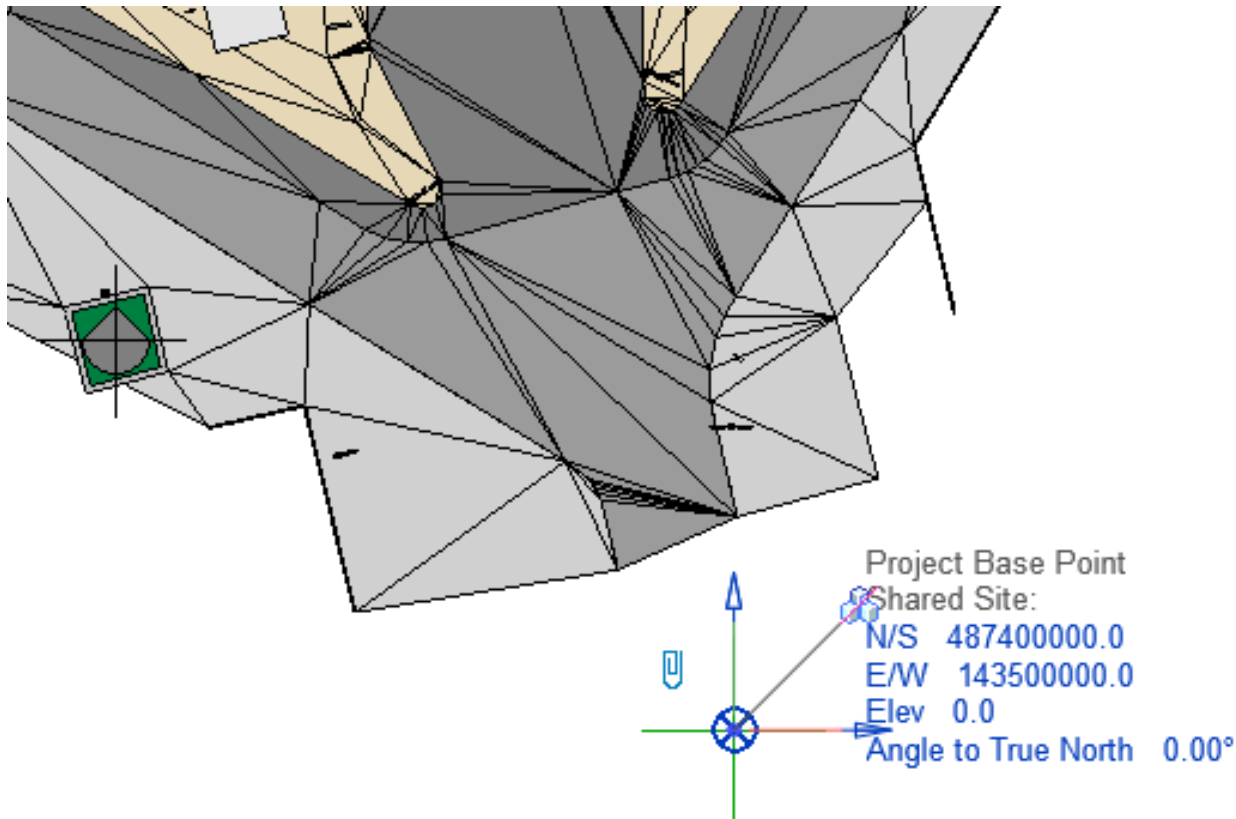 Project Base Point
Shared Site:
N/S 487400000.0
E/W 143500000.0
Elev 0.0
Angle to True North 0.00°